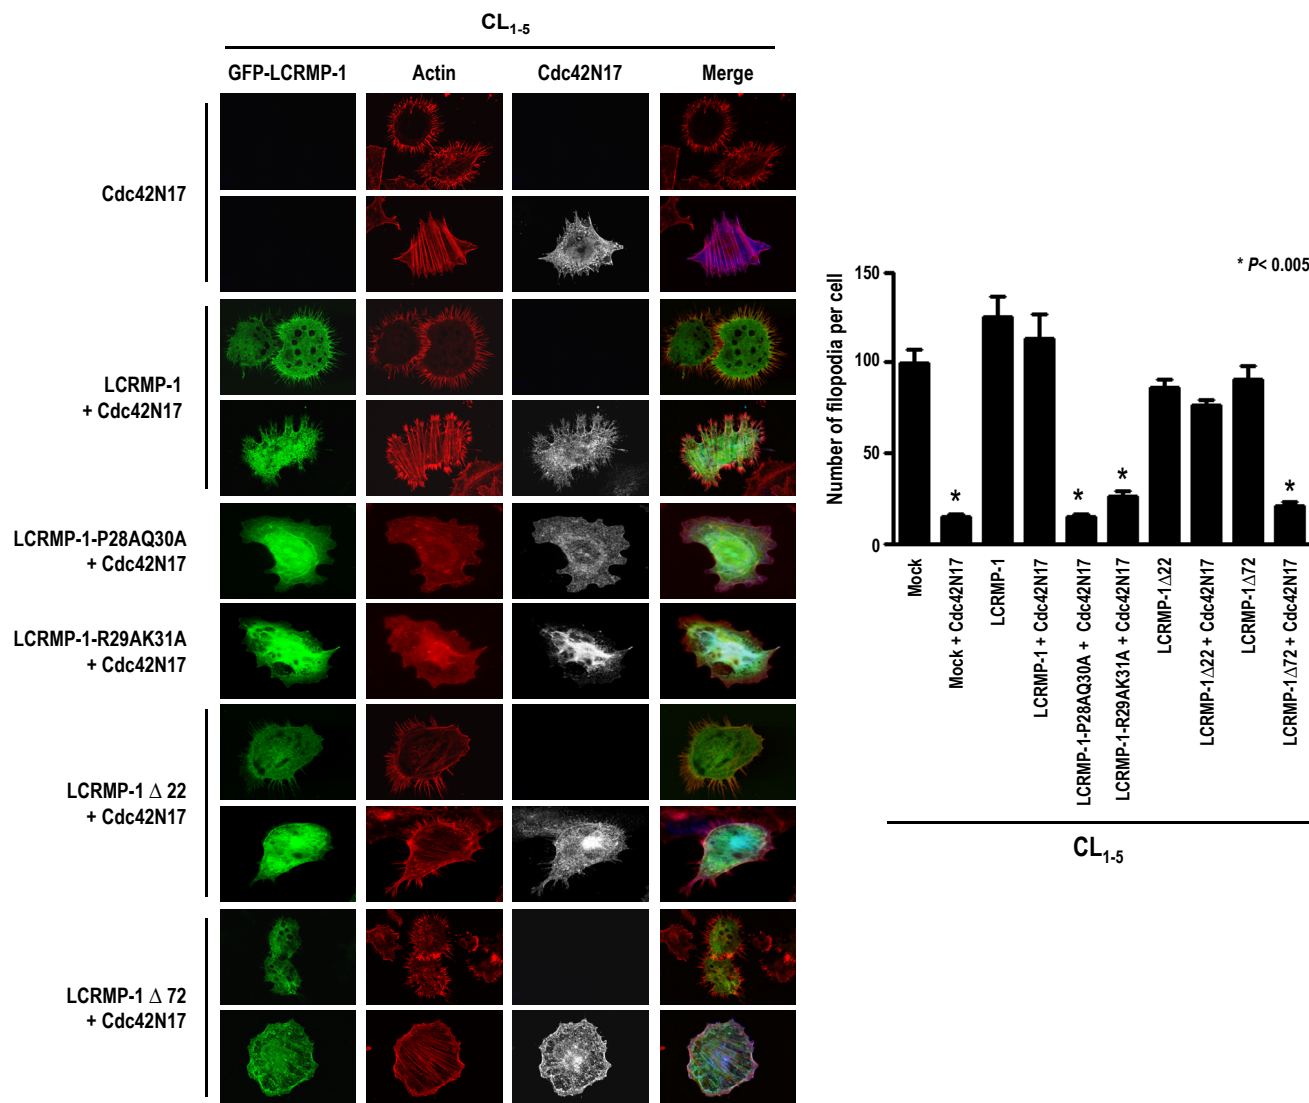 CL1-5
GFP-LCRMP-1 Actin Cdc42N17 Merge
Cdc42N17
LCRMP-1
+ Cdc42N17
LCRMP-1-P28AQ30A
+ Cdc42N17
LCRMP-1-R29AK31A
+ Cdc42N17
LCRMP-1 Δ 22
+ Cdc42N17
LCRMP-1 Δ 72
+ Cdc42N17
* P< 0.005
Number of filopodia per cell
150
100
50
0
* * * *
Mock
Mock + Cdc42N17
LCRMP-1
LCRMP-1 + Cdc42N17
LCRMP-1-P28AQ30A + Cdc42N17
LCRMP-1-R29AK31A + Cdc42N17
LCRMP-1Δ22
LCRMP-1Δ22 + Cdc42N17
LCRMP-1Δ72
LCRMP-1Δ72 + Cdc42N17
CL1-5